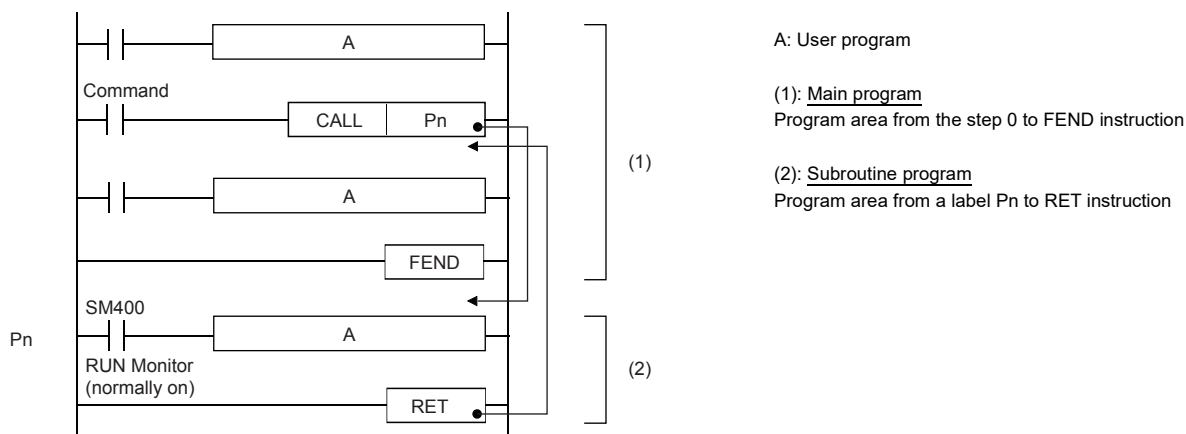 A
Command
CALL Pn
A
FEND
SM400
Pn
A
RUN Monitor
(normally on)
RET
(1)
(2)
A: User program
(1): Main program
Program area from the step 0 to FEND instruction
(2): Subroutine program
Program area from a label Pn to RET instruction